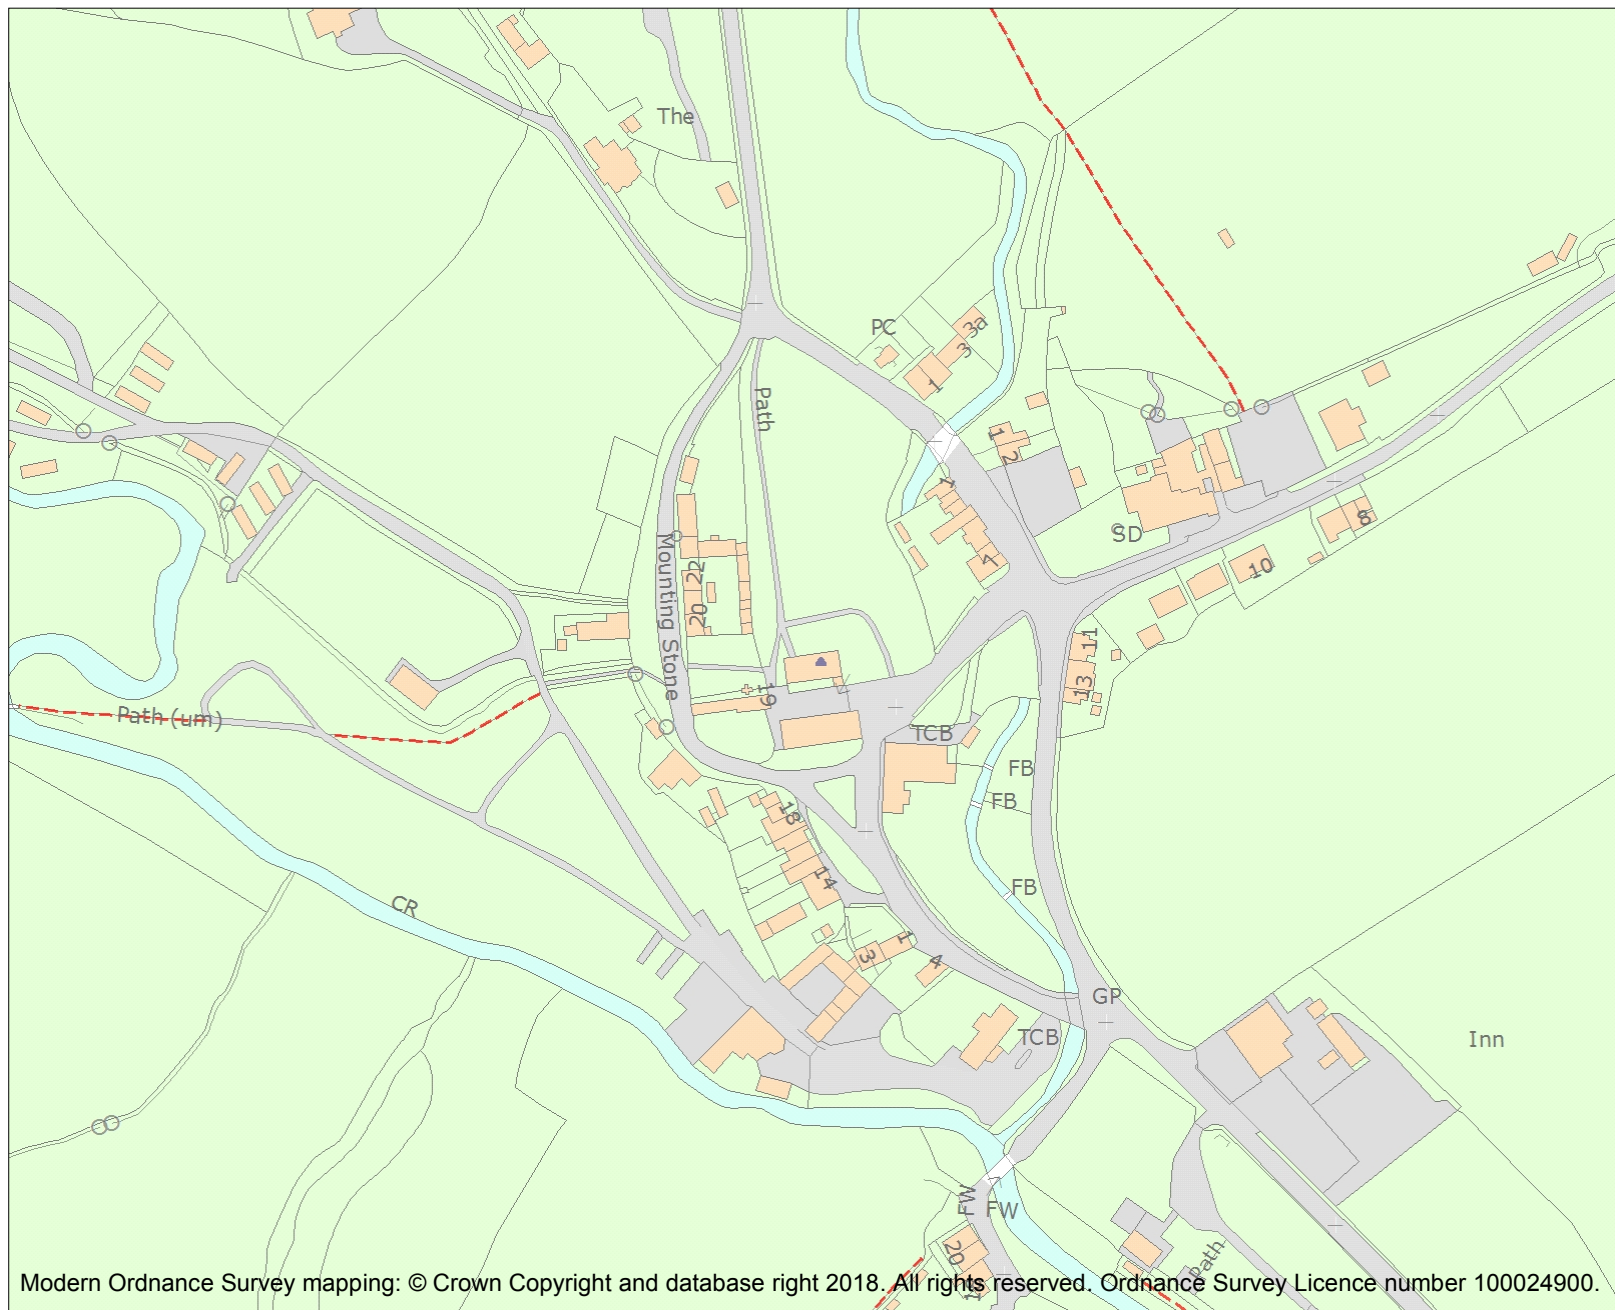 The
PC
3a
3
1
Path
1
2
1
7
SD
8
10
22
20
Mounting Stone
11
13
19
Path (um)
TCB
FB
FB
18
14
FB
CR
1
3
4
GP
TCB
Inn
FW
FW
20
Path
Modern Ordnance Survey mapping: © Crown Copyright and database right 2018. All rights reserved. Ordnance Survey Licence number 100024900.